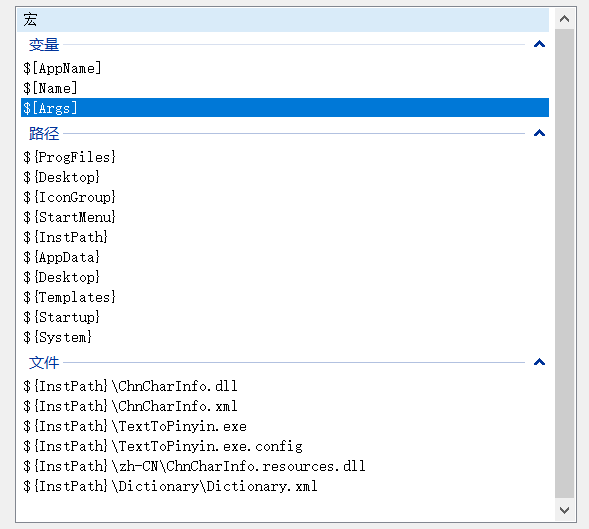 宏
变量
$[AppName]
$[Name]
$[Args]
路径
${ProgFiles}
${Desktop}
${IconGroup}
${StartMenu}
${InstPath}
${AppData}
${Desktop}
${Templates}
${Startup}
${System}
文件
${InstPath}\ChnCharInfo.dll
${InstPath}\ChnCharInfo.xml
${InstPath}\TextToPinyin.exe
${InstPath}\TextToPinyin.exe.config
${InstPath}\zh-CN\ChnCharInfo.resources.dll
${InstPath}\Dictionary\Dictionary.xml